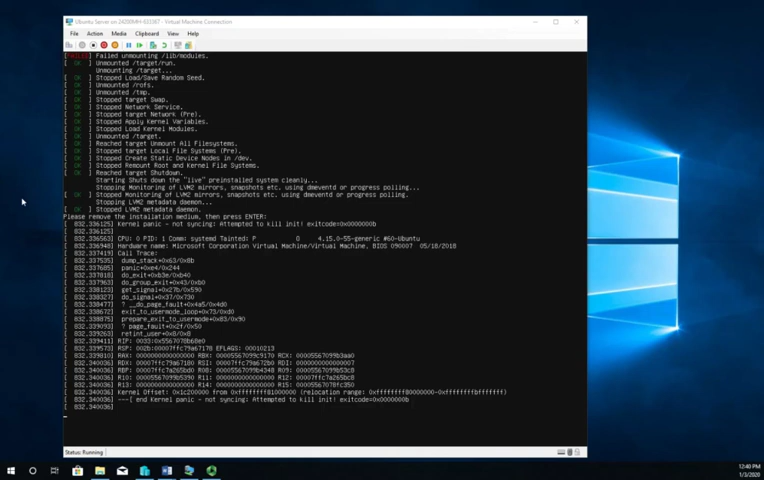 Ubuntu Server on 24200MH-033387 - Virtual Machine Connection
File Action Media Clipboard View Help
[FAILED] Failed unmounting /lib/modules.
[ OK ] Unmounted /target/run.
Unmounting /target...
[ OK ] Stopped Load/Save Random Seed.
[ OK ] Unmounted /rofs.
[ OK ] Unmounted /tmp.
[ OK ] Stopped target Swap.
[ OK ] Stopped Network Service.
[ OK ] Stopped target Network (Pre).
[ OK ] Stopped Apply Kernel Variables.
[ OK ] Stopped Load Kernel Modules.
[ OK ] Unmounted /target.
[ OK ] Reached target Unmount All Filesystems.
[ OK ] Stopped target Local File Systems (Pre).
[ OK ] Stopped Create Static Device Nodes in /dev.
[ OK ] Stopped Remount Root and Kernel File Systems.
[ OK ] Reached target Shutdown.
Starting Shuts down the "live" preinstalled system cleanly...
Stopping Monitoring of LVM2 mirrors, snapshots etc. using dmeventd or progress polling...
[ OK ] Stopped Monitoring of LVM2 mirrors, snapshots etc. using dmeventd or progress polling.
Stopping LVM2 metadata daemon...
[ OK ] Stopped LVM2 metadata daemon.
Please remove the installation medium, then press ENTER:
[ 832.336125] Kernel panic - not syncing: Attempted to kill init! exitcode=0x0000000b
[ 832.336125]
[ 832.336563] CPU: 0 PID: 1 Comm: systemd Tainted: P O 4.15.0-55-generic #60-Ubuntu
[ 832.336948] Hardware name: Microsoft Corporation Virtual Machine/Virtual Machine, BIOS 090007 05/18/2018
[ 832.337419] Call Trace:
[ 832.337535] dump_stack+0x63/0x8b
[ 832.337685] panic+0xe4/0x244
[ 832.337818] do_exit+0xb3e/0xb40
[ 832.337963] do_group_exit+0x43/0xb0
[ 832.338123] get_signal+0x27b/0x590
[ 832.338327] do_signal+0x37/0x730
[ 832.338477] ? __do_page_fault+0x4a5/0x4d0
[ 832.338672] exit_to_usermode_loop+0x73/0xd0
[ 832.338875] prepare_exit_to_usermode+0x83/0x90
[ 832.339093] ? page_fault+0x2f/0x50
[ 832.339263] retint_user+0x8/0x8
[ 832.339411] RIP: 0033:0x5567078b68e0
[ 832.339573] RSP: 002b:00007ffc79a67178 EFLAGS: 00010213
[ 832.339810] RAX: 0000000000000000 RBX: 00005567099c9170 RCX: 00005567099b3aa0
[ 832.340036] RDX: 00007ffc79a67180 RSI: 00007ffc79a672b0 RDI: 0000000000000007
[ 832.340036] RBP: 00007ffc7a265bd0 R08: 00005567099b4348 R09: 00005567099b53c8
[ 832.340036] R10: 00005567099b5390 R11: 0000000000000000 R12: 00007ffc7a265bc8
[ 832.340036] R13: 0000000000000000 R14: 0000000000000000 R15: 00005567078fc350
[ 832.340036] Kernel Offset: 0x1c200000 from 0xffffffff81000000 (relocation range: 0xffffffff80000000-0xffffffffbfffffff)
[ 832.340036] ---[ end Kernel panic - not syncing: Attempted to kill init! exitcode=0x0000000b
[ 832.340036]
Status: Running
12:40 PM
1/3/2020